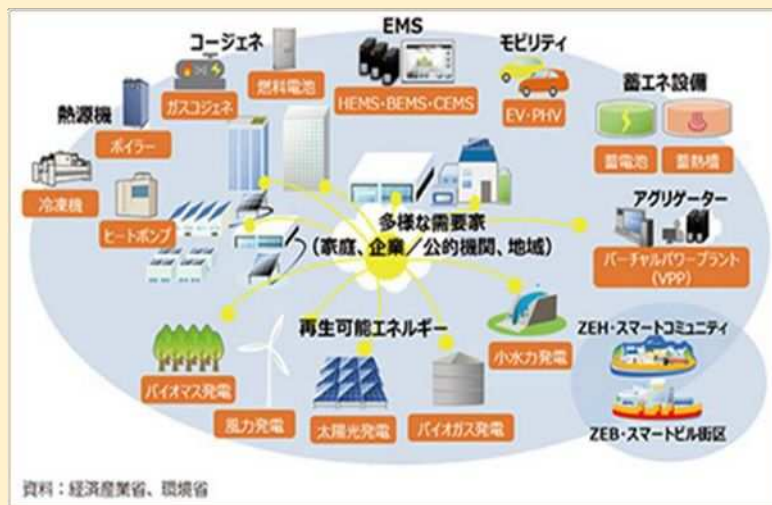 コージェネ
EMS
モビリティ
ガスコジェネ
燃料電池
HEMS・BEMS・CEMS
EV・PHV
蓄エネ設備
熱源機
ボイラー
蓄電池
蓄熱槽
冷凍機
ヒートポンプ
アグリゲーター
多様な需要家
(家庭、企業/公的機関、地域)
バーチャルパワープラント
(VPP)
再生可能エネルギー
小水力発電
ZEH・スマートコミュニティ
バイオマス発電
風力発電
太陽光発電
バイオガス発電
ZEB・スマートビル街区
資料:経済産業省、環境省